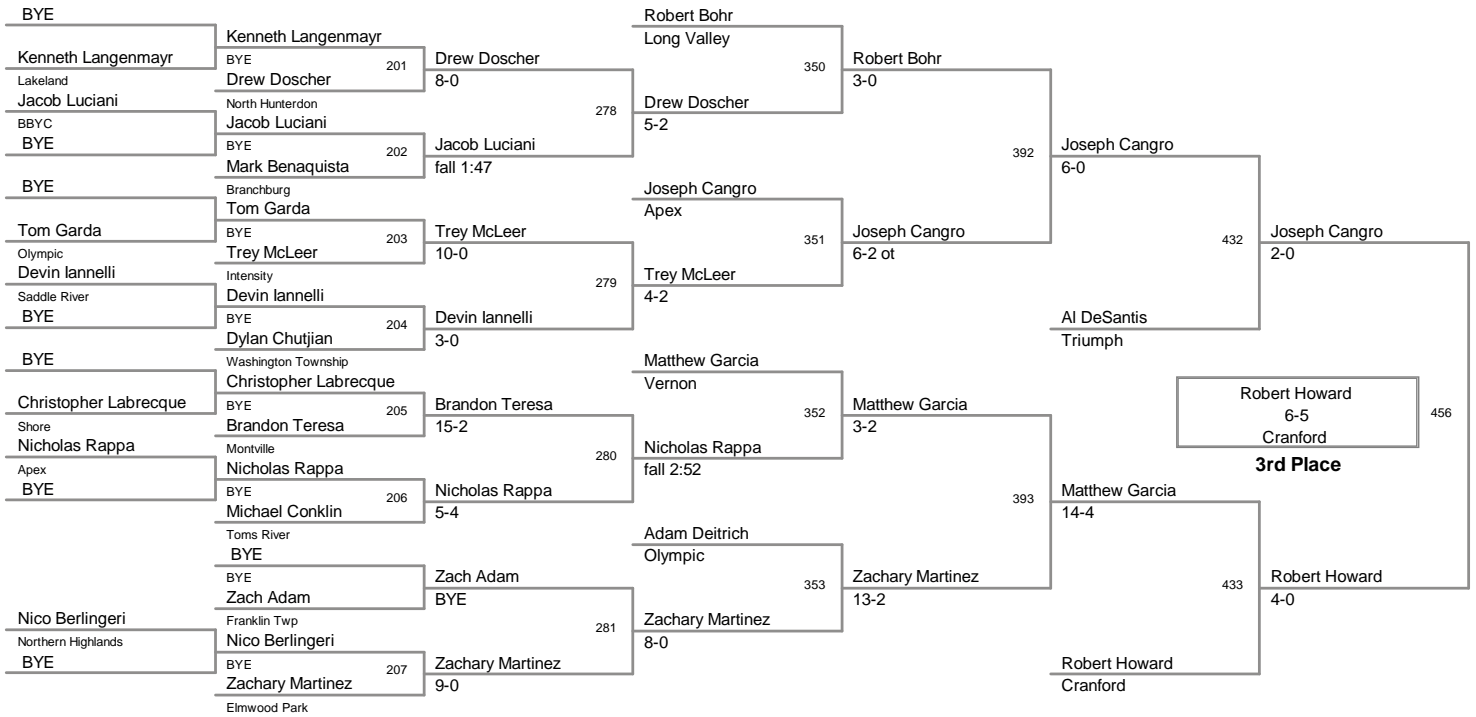 BYE
Kenneth Langenmayr
Lakeland
Jacob Luciani
BBYC
BYE
BYE
Tom Garda
Olympic
Devin Iannelli
Saddle River
BYE
BYE
Christopher Labrecque
Shore
Nicholas Rappa
Apex
BYE
Nico Berlingeri
Northern Highlands
BYE
Kenneth Langenmayr
BYE
201
Drew Doscher
North Hunterdon
Jacob Luciani
BYE
202
Mark Benaquista
Branchburg
Tom Garda
BYE
203
Trey McLeer
Intensity
Devin Iannelli
BYE
204
Dylan Chutjian
Washington Township
Christopher Labrecque
BYE
205
Brandon Teresa
Montville
Nicholas Rappa
BYE
206
Michael Conklin
Toms River
BYE
BYE
Zach Adam
Franklin Twp
Nico Berlingeri
BYE
207
Zachary Martinez
Elmwood Park
Drew Doscher
8-0
278
Jacob Luciani
fall 1:47
Trey McLeer
10-0
279
Devin Iannelli
3-0
Brandon Teresa
15-2
280
Nicholas Rappa
5-4
Zach Adam
BYE
281
Zachary Martinez
9-0
Robert Bohr
Long Valley
350
Drew Doscher
5-2
Joseph Cangro
Apex
351
Trey McLeer
4-2
Matthew Garcia
Vernon
352
Nicholas Rappa
fall 2:52
Adam Deitrich
Olympic
353
Zachary Martinez
8-0
Robert Bohr
3-0
392
Joseph Cangro
6-2 ot
Matthew Garcia
3-2
393
Zachary Martinez
13-2
Joseph Cangro
6-0
432
Al DeSantis
Triumph
Matthew Garcia
14-4
433
Robert Howard
Cranford
Joseph Cangro
2-0
Robert Howard
6-5
Cranford
456
3rd Place
Robert Howard
4-0